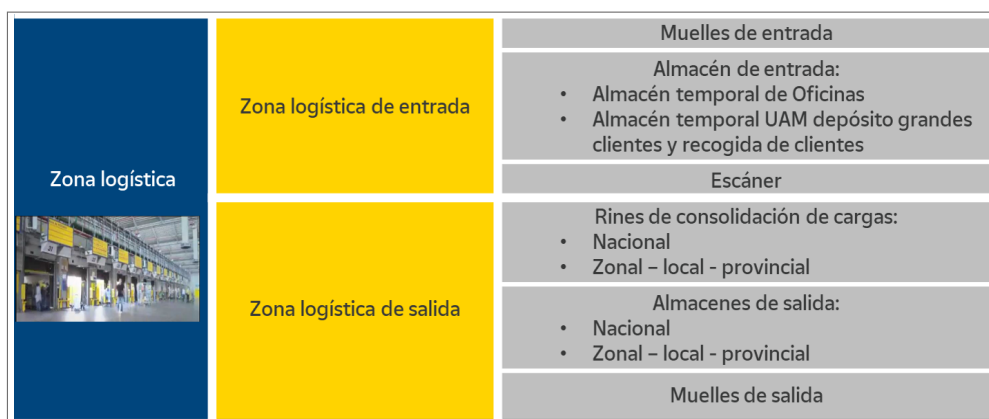 Zona logística
Zona logística de entrada
Muelles de entrada
Almacén de entrada:
• Almacén temporal de Oficinas
• Almacén temporal UAM depósito grandes
clientes y recogida de clientes
Escáner
Zona logística de salida
Rines de consolidación de cargas:
• Nacional
• Zonal – local - provincial
Almacenes de salida:
• Nacional
• Zonal – local - provincial
Muelles de salida